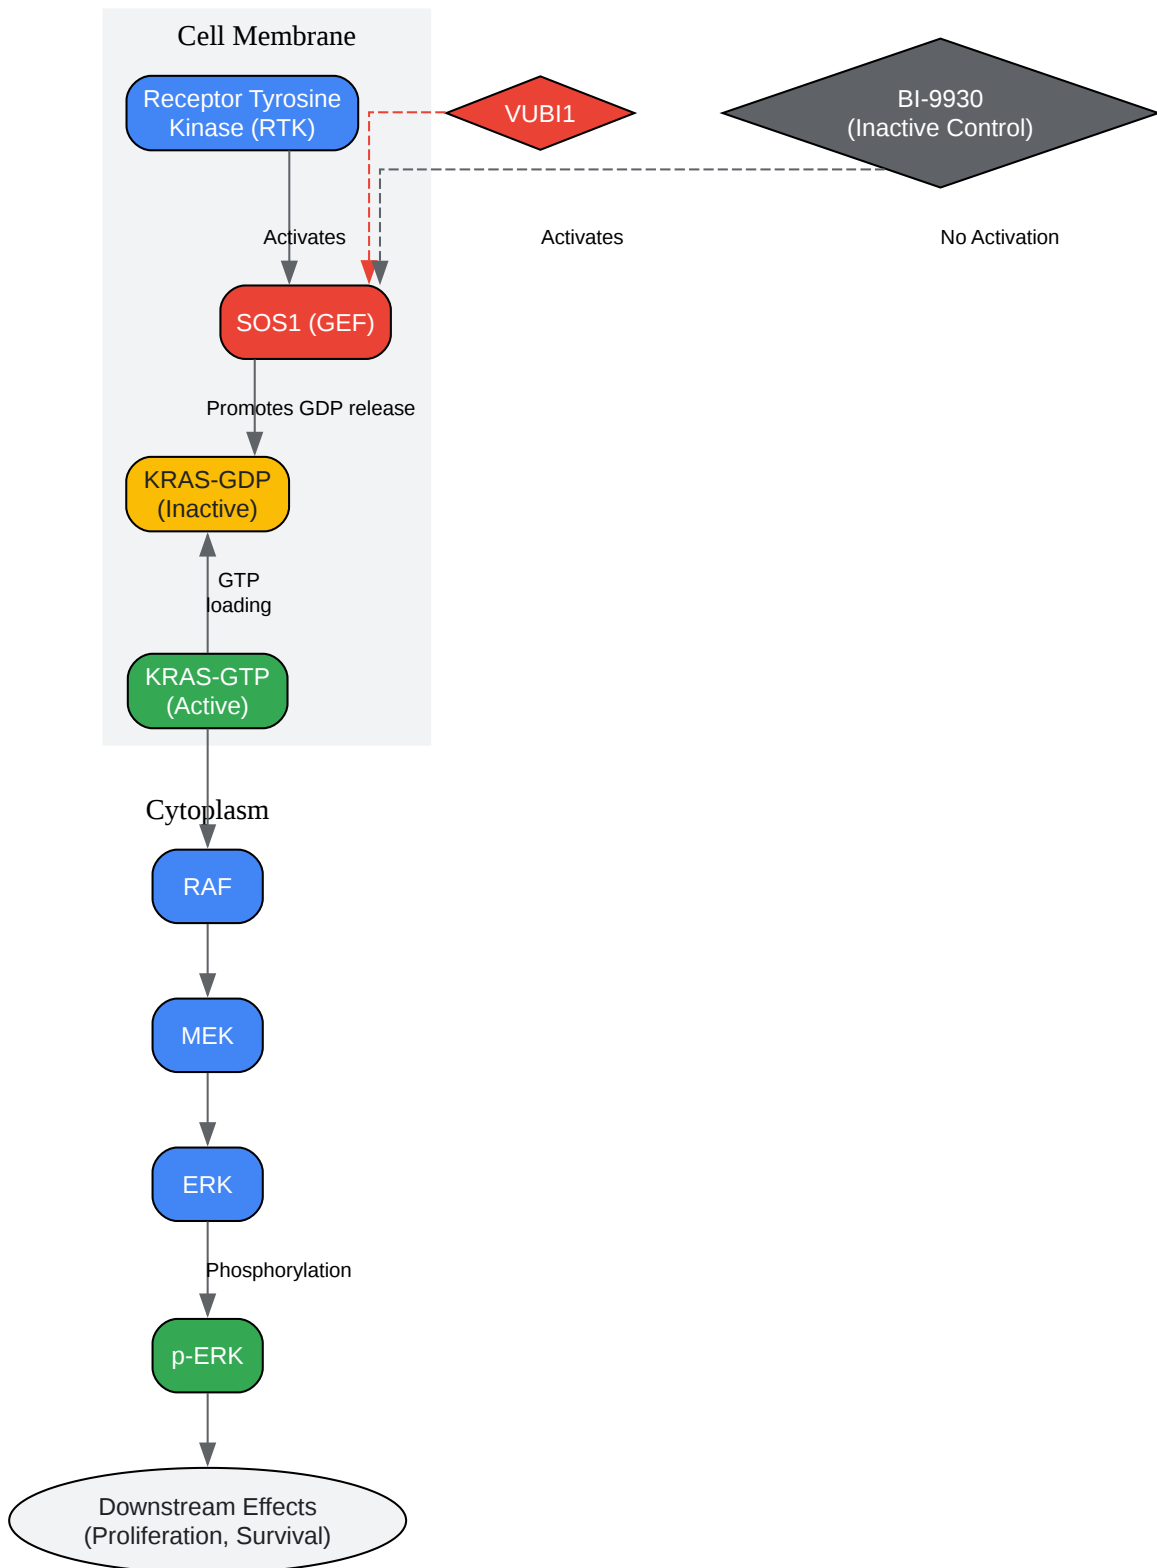 Cell Membrane
Receptor Tyrosine
Kinase (RTK)
VUBI1
BI-9930
(Inactive Control)
Activates
Activates
No Activation
SOS1 (GEF)
Promotes GDP release
KRAS-GDP
(Inactive)
GTP
loading
KRAS-GTP
(Active)
Cytoplasm
RAF
MEK
ERK
Phosphorylation
p-ERK
Downstream Effects
(Proliferation, Survival)